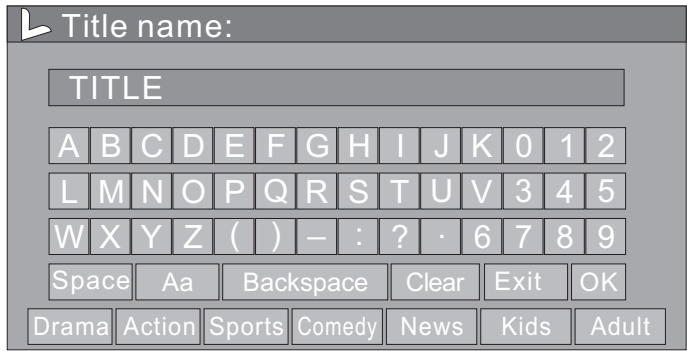 Title name:
TITLE
A B C D E F G H I J K 0 1 2
L M N O P Q R S T U V 3 4 5
W X Y Z ( ) – : ? · 6 7 8 9
Space Aa Backspace Clear Exit OK
Drama Action Sports Comedy News Kids Adult